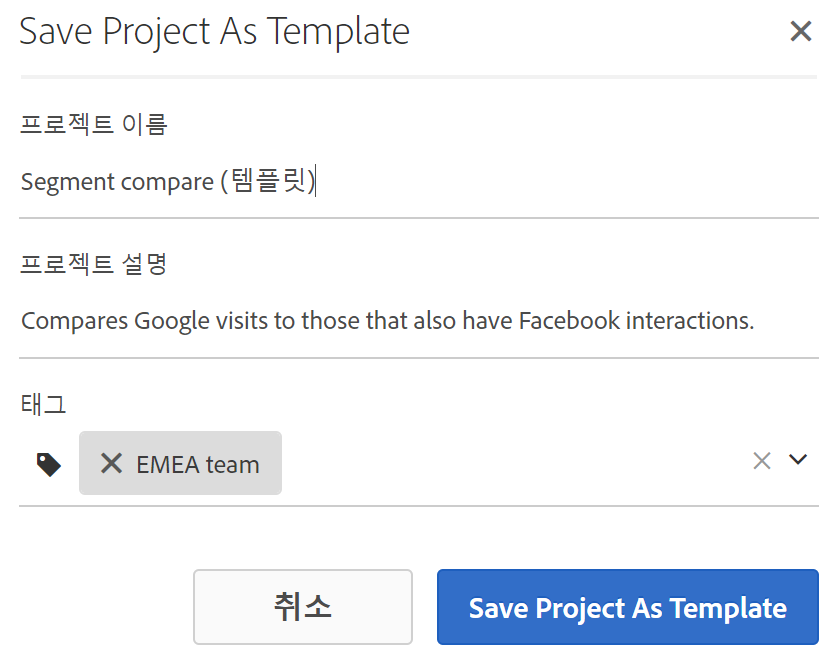 Save Project As Template
프로젝트 이름
Segment compare (템플릿)
프로젝트 설명
Compares Google visits to those that also have Facebook interactions.
태그
EMEA team
취소
Save Project As Template